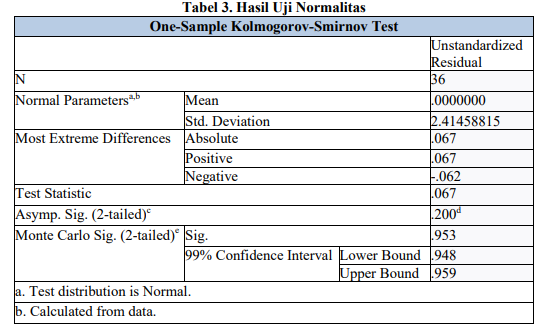 Tabel 3. Hasil Uji Normalitas
One-Sample Kolmogorov-Smirnov Test
Unstandardized
Residual
N 36
Normal Parametersᵃ,ᵇ Mean .0000000
Std. Deviation 2.41458815
Most Extreme Differences Absolute .067
Positive .067
Negative -.062
Test Statistic .067
Asymp. Sig. (2-tailed)ᶜ .200ᵈ
Monte Carlo Sig. (2-tailed)ᵉ Sig. .953
99% Confidence Interval Lower Bound .948
Upper Bound .959
a. Test distribution is Normal.
b. Calculated from data.